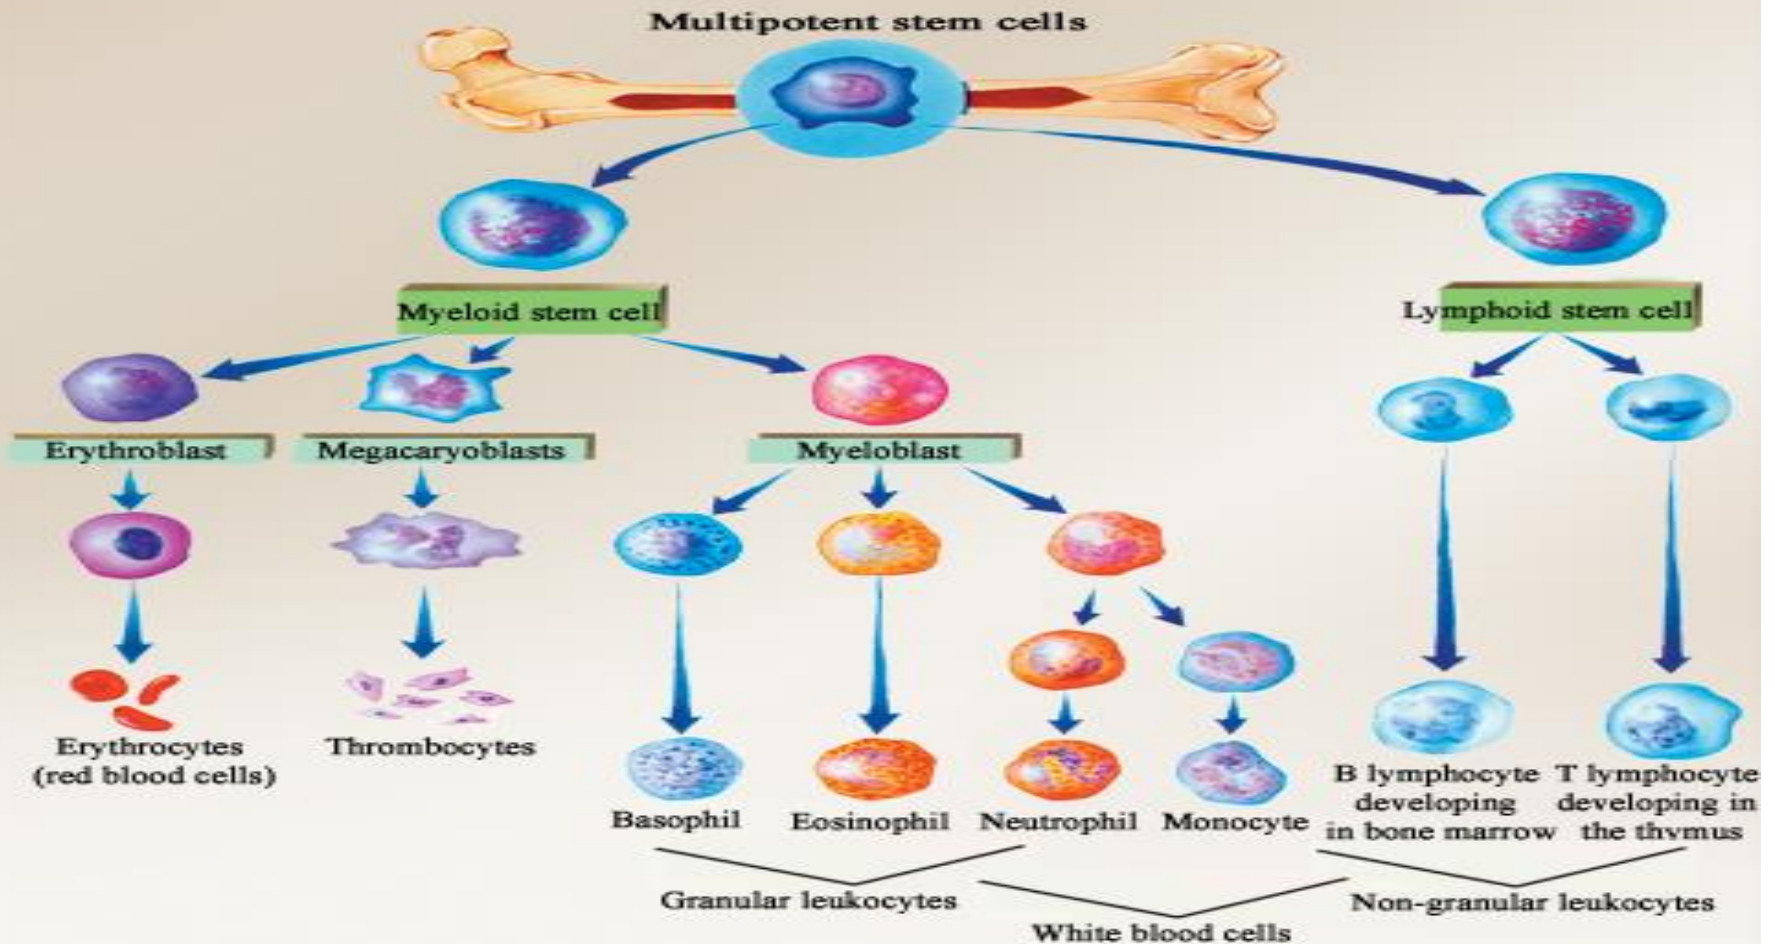 Multipotent stem cells
Myeloid stem cell
Lymphoid stem cell
Erythroblast
Megacaryoblasts
Myeloblast
Erythrocytes
(red blood cells)
Thrombocytes
Basophil
Eosinophil
Neutrophil
Monocyte
B lymphocyte
developing
in bone marrow
T lymphocyte
developing in
the thymus
Granular leukocytes
Non-granular leukocytes
White blood cells